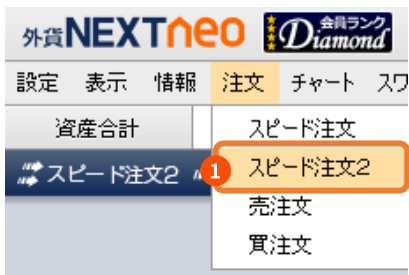 外貨NEXTneo 会員ランク Diamond
設定 表示 情報 注文 チャート スワ
資産合計
スピード注文
スピード注文2
1 スピード注文2
売注文
買注文